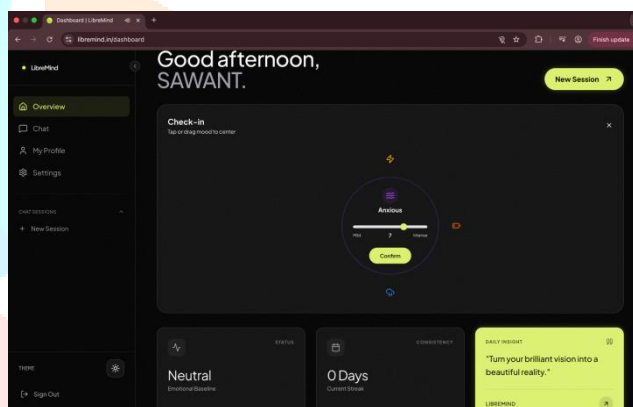 Dashboard | LibreMind
libremind.in/dashboard
Finish update
LibreMind
Overview
Chat
My Profile
Settings
CHAT SESSIONS
+ New Session
THEME
Sign Out
Good afternoon,
SAWANT.
New Session
Check-in
Tap or drag mood to center
Anxious
Mild 7 Intense
Confirm
STATUS
Neutral
Emotional Baseline
CONSISTENCY
0 Days
Current Streak
DAILY INSIGHT
"Turn your brilliant vision into a
beautiful reality."
LIBREMIND